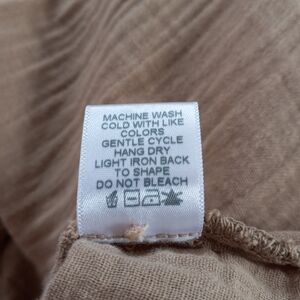 MACHINE WASH
COLD WITH LIKE
COLORS
GENTLE CYCLE
HANG DRY
LIGHT IRON BACK
TO SHAPE
DO NOT BLEACH